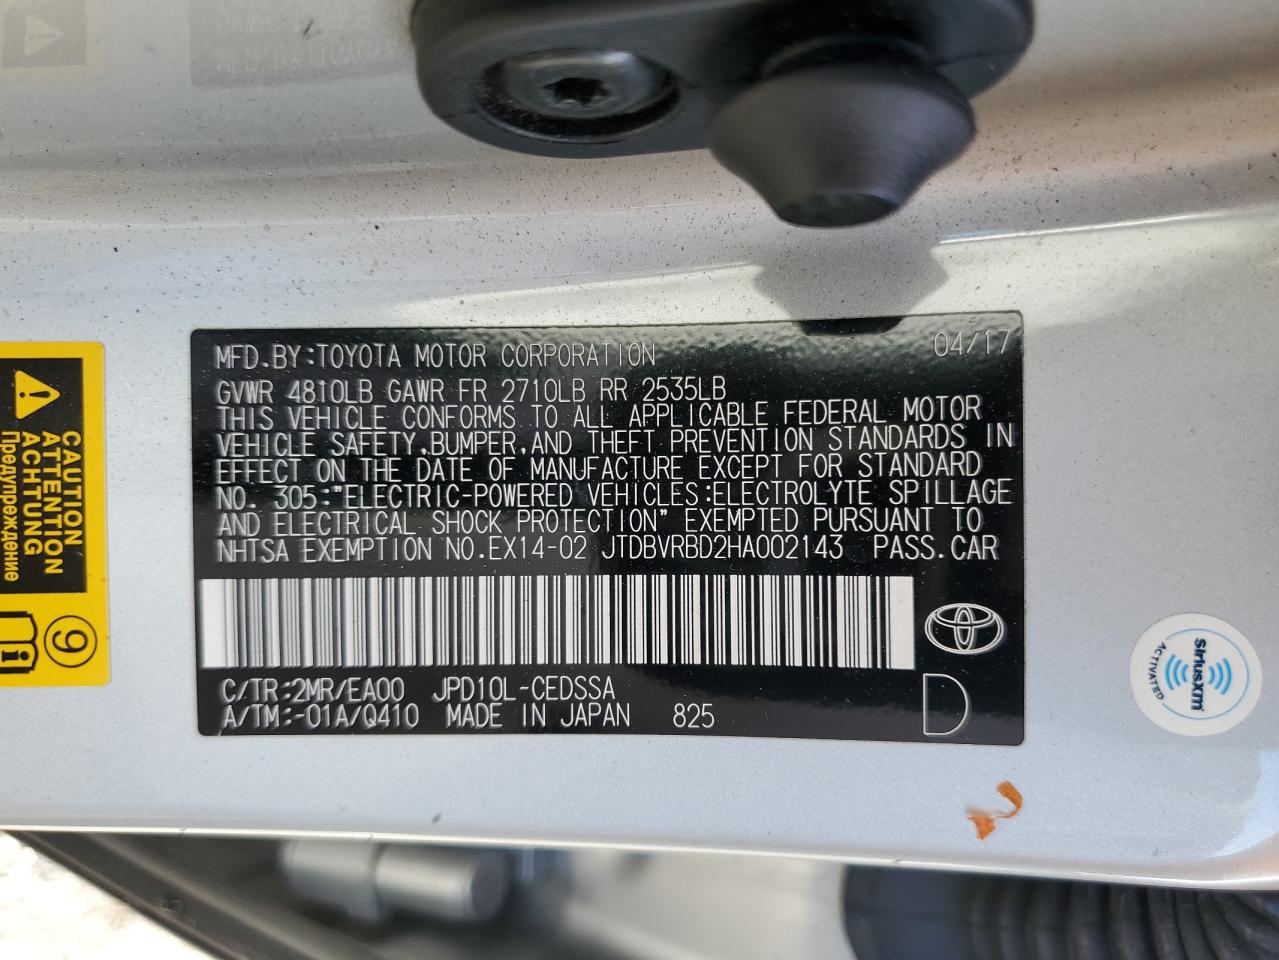 MFD.BY:TOYOTA MOTOR CORPORATION 04/17
GVWR 4810LB GAWR FR 2710LB RR 2535LB
THIS VEHICLE CONFORMS TO ALL APPLICABLE FEDERAL MOTOR
VEHICLE SAFETY,BUMPER,AND THEFT PREVENTION STANDARDS IN
EFFECT ON THE DATE OF MANUFACTURE EXCEPT FOR STANDARD
NO. 305:"ELECTRIC-POWERED VEHICLES:ELECTROLYTE SPILLAGE
AND ELECTRICAL SHOCK PROTECTION" EXEMPTED PURSUANT TO
NHTSA EXEMPTION NO.EX14-02 JTDBVRBD2HA002143 PASS.CAR
C/TR:2MR/EA00 JPD10L-CEDSSA
A/TM:-01A/Q410 MADE IN JAPAN 825
D
CAUTION
ATTENTION
ACHTUNG
Предупреждение
9
i
SiriusXm
ACTIVATED